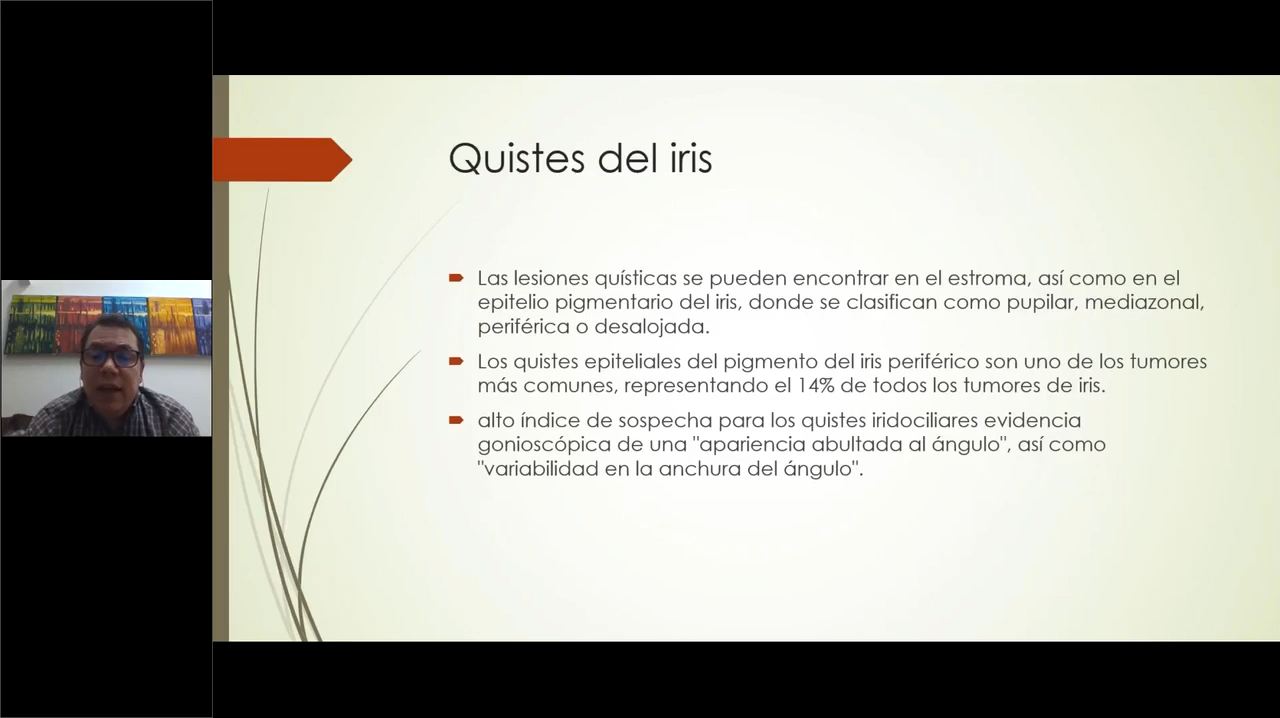 Quistes del iris
Las lesiones quísticas se pueden encontrar en el estroma, así como en el
epitelio pigmentario del iris, donde se clasifican como pupilar, mediazonal,
periférica o desalojada.
Los quistes epiteliales del pigmento del iris periférico son uno de los tumores
más comunes, representando el 14% de todos los tumores de iris.
alto índice de sospecha para los quistes iridociliares evidencia
gonioscópica de una "apariencia abultada al ángulo", así como
"variabilidad en la anchura del ángulo".